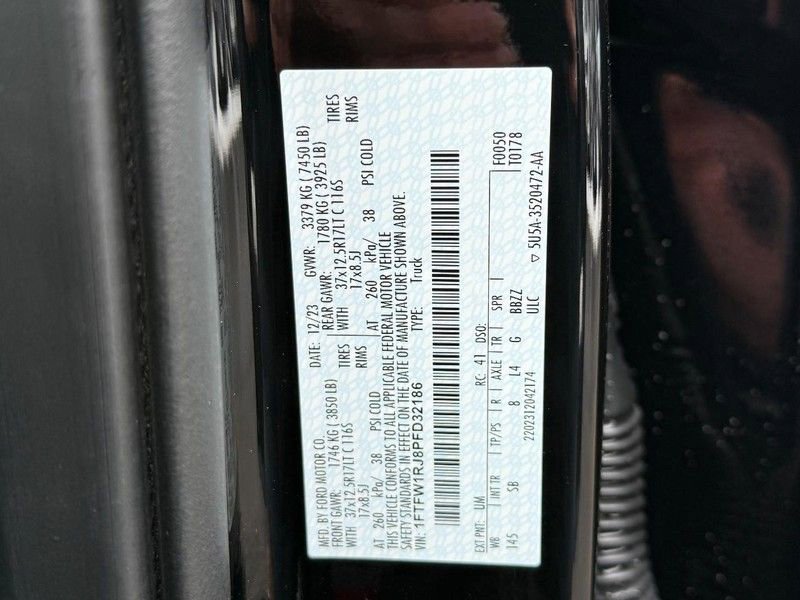 MFD. BY FORD MOTOR CO. DATE: 12/23 GVWR: 3379 KG ( 7450 LB)
FRONT GAWR: 1746 KG ( 3850 LB) REAR GAWR: 1780 KG ( 3925 LB)
WITH 37x12.5R17LT C 116S TIRES WITH 37x12.5R17LT C 116S TIRES
17x8.5J RIMS 17x8.5J RIMS
AT 260 kPa/ 38 PSI COLD AT 260 kPa/ 38 PSI COLD
THIS VEHICLE CONFORMS TO ALL APPLICABLE FEDERAL MOTOR VEHICLE
SAFETY STANDARDS IN EFFECT ON THE DATE OF MANUFACTURE SHOWN ABOVE.
VIN: 1FTFW1RJ8PFD32186 TYPE: Truck
F0050
EXT PNT: UM RC: 41 DSO: T0178
WB INT TR TP/PS R AXLE TR SPR
145 SB 8 L4 G BBZZ
2202312042174 ULC ▽ 5U5A-3520472-AA